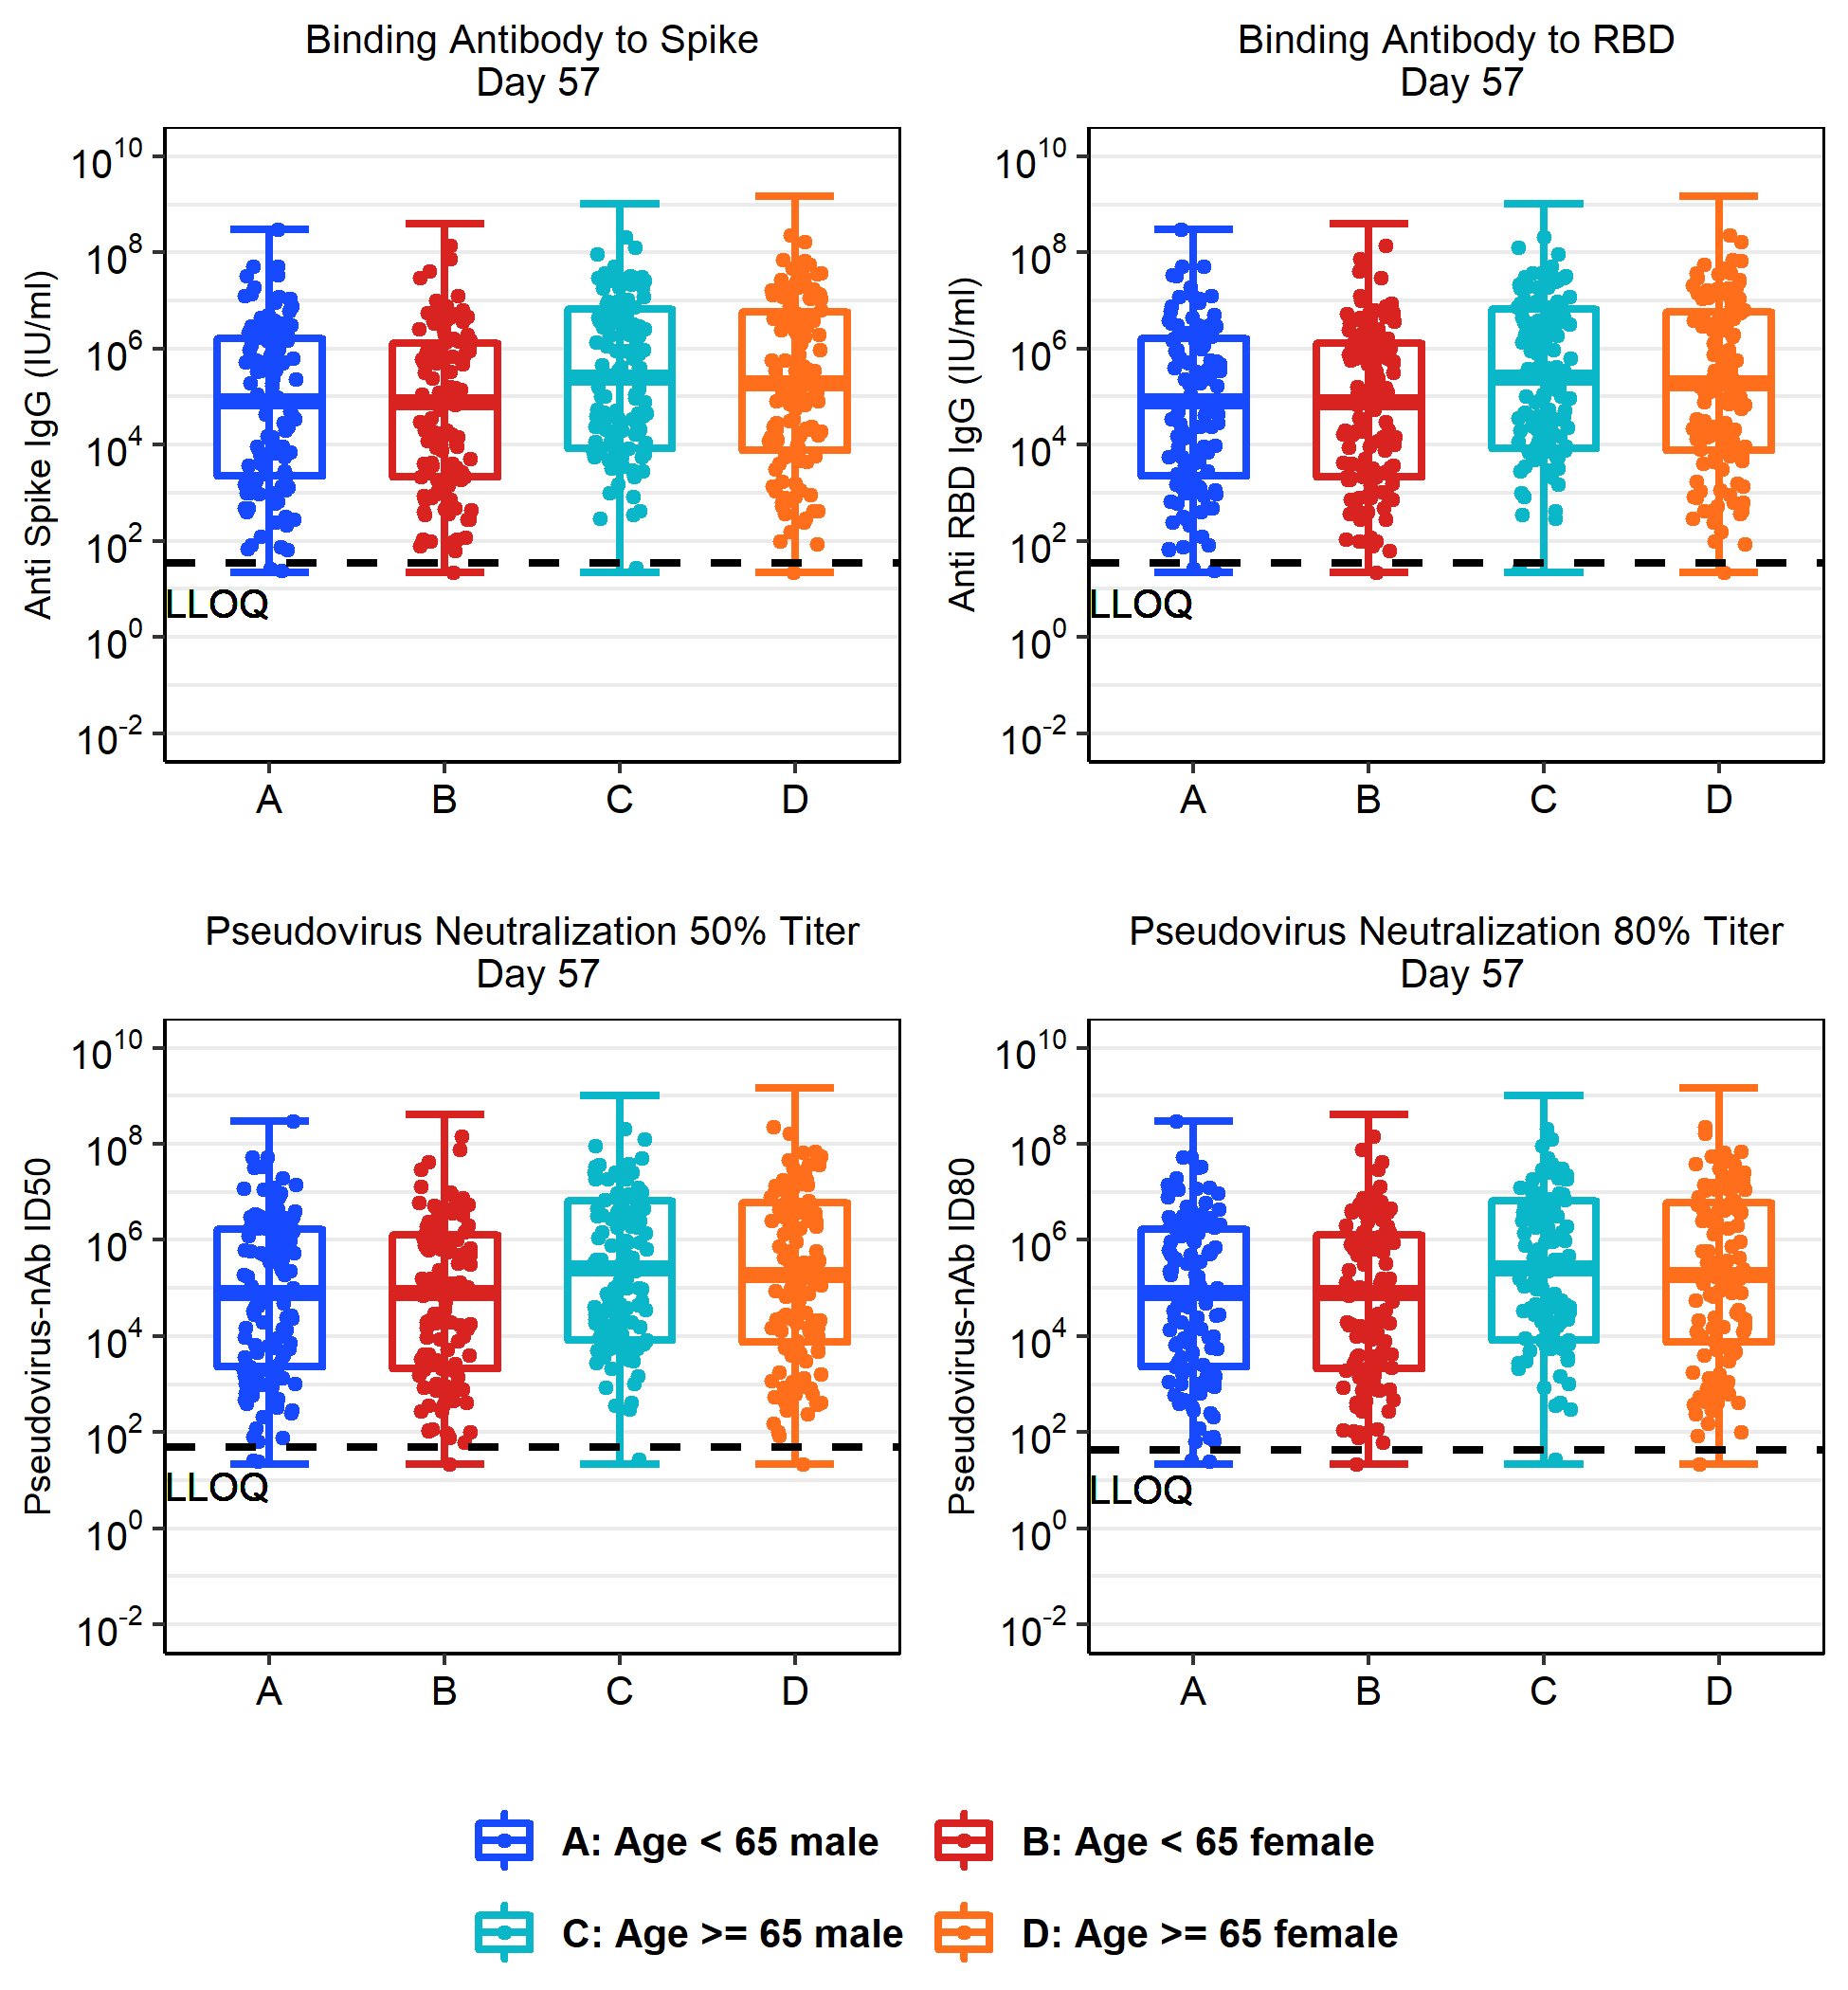 Binding Antibody to Spike
Day 57
Anti Spike IgG (IU/ml)
10^10
10^8
10^6
10^4
10^2
10^0
10^-2
LLOQ
A B C D
Binding Antibody to RBD
Day 57
Anti RBD IgG (IU/ml)
10^10
10^8
10^6
10^4
10^2
10^0
10^-2
LLOQ
A B C D
Pseudovirus Neutralization 50% Titer
Day 57
Pseudovirus-nAb ID50
10^10
10^8
10^6
10^4
10^2
10^0
10^-2
LLOQ
A B C D
Pseudovirus Neutralization 80% Titer
Day 57
Pseudovirus-nAb ID80
10^10
10^8
10^6
10^4
10^2
10^0
10^-2
LLOQ
A B C D
A: Age < 65 male
B: Age < 65 female
C: Age >= 65 male
D: Age >= 65 female